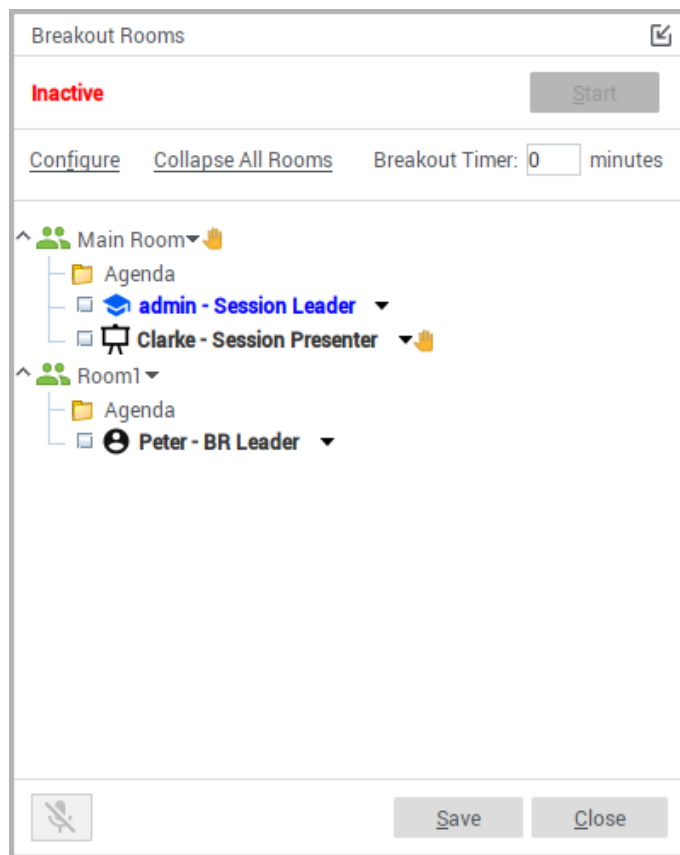 Breakout Rooms
Inactive Start
Configure Collapse All Rooms Breakout Timer: 0 minutes
Main Room
Agenda
admin - Session Leader
Clarke - Session Presenter
Room1
Agenda
Peter - BR Leader
Save Close